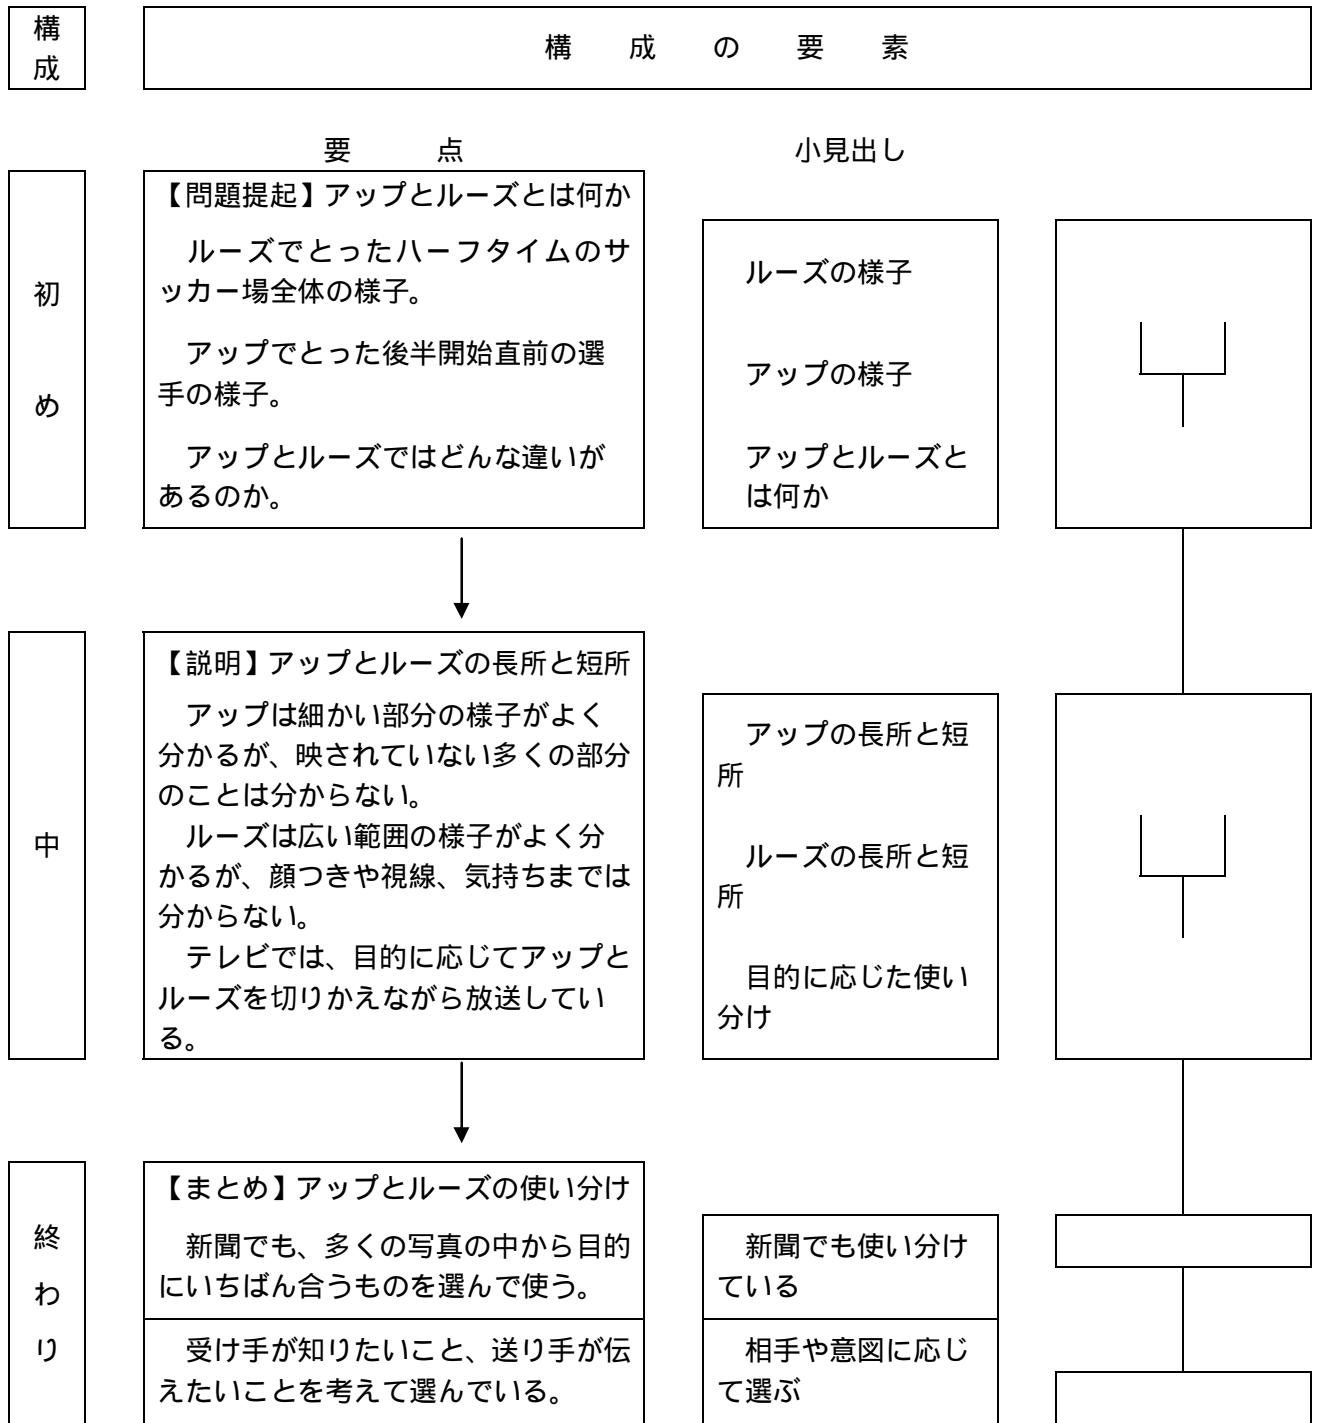 構成
構 成 の 要 素
要 点
小見出し
初め
【問題提起】アップとルーズとは何か
ルーズでとったハーフタイムのサ
ッカー場全体の様子。
アップでとった後半開始直前の選
手の様子。
アップとルーズではどんな違いが
あるのか。
ルーズの様子
アップの様子
アップとルーズと
は何か
中
【説明】アップとルーズの長所と短所
アップは細かい部分の様子がよく
分かるが、映されていない多くの部分
のことは分からない。
ルーズは広い範囲の様子がよく分
かるが、顔つきや視線、気持ちまでは
分からない。
テレビでは、目的に応じてアップと
ルーズを切りかえながら放送してい
る。
アップの長所と短
所
ルーズの長所と短
所
目的に応じた使い
分け
終わり
【まとめ】アップとルーズの使い分け
新聞でも、多くの写真の中から目的
にいちばん合うものを選んで使う。
受け手が知りたいこと、送り手が伝
えたいことを考えて選んでいる。
新聞でも使い分け
ている
相手や意図に応じ
て選ぶ